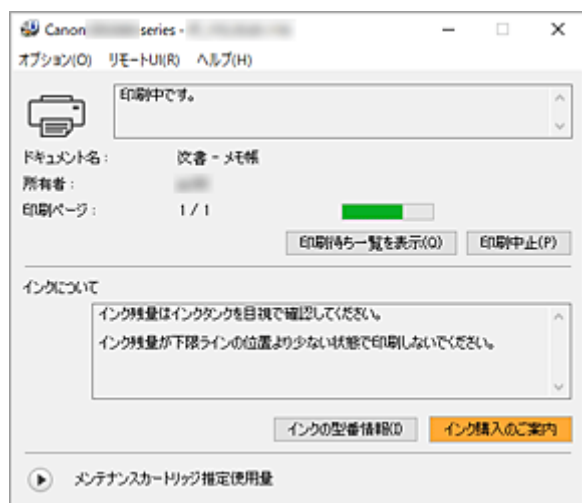 Canon series -
オプション(O) リモートUI(R) ヘルプ(H)
印刷中です。
ドキュメント名: 文書 - メモ帳
所有者:
印刷ページ: 1 / 1
印刷待ち一覧を表示(Q) 印刷中止(P)
インクについて
インク残量はインクタンクを目視で確認してください。
インク残量が下限ラインの位置より少ない状態で印刷しないでください。
インクの型番情報(I) インク購入のご案内
メンテナンスカートリッジ指定使用量